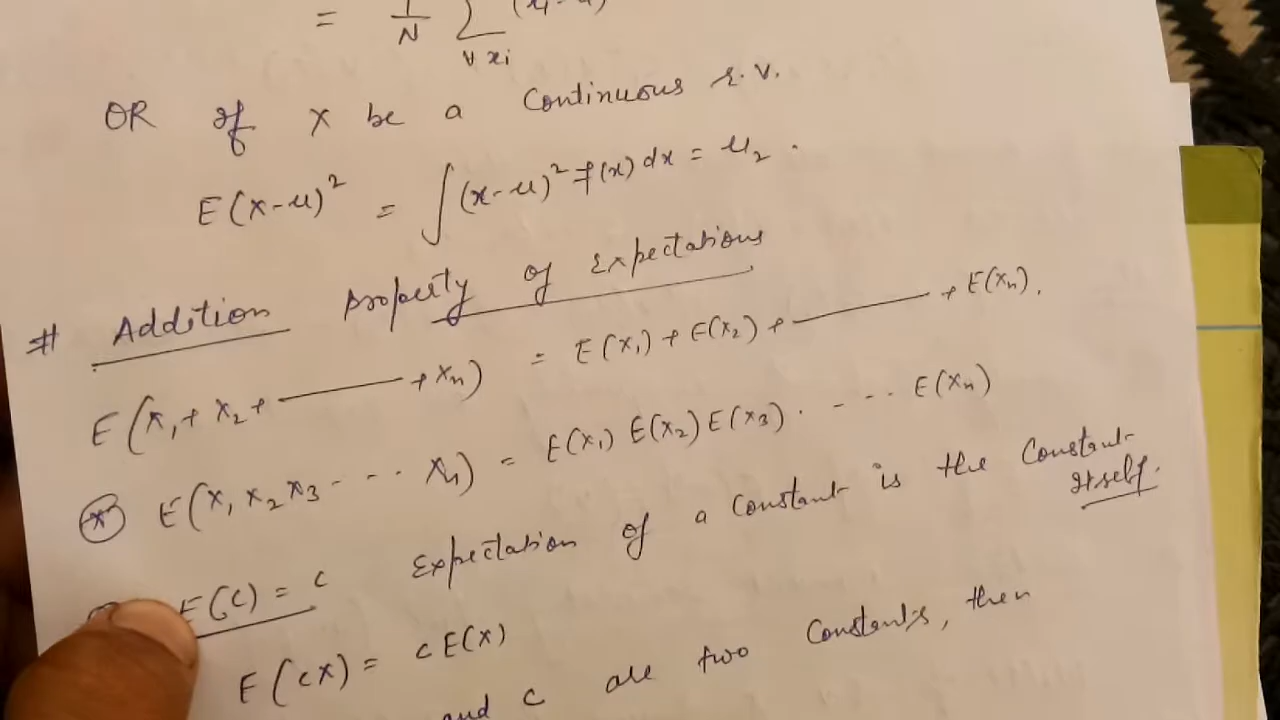 = 1/N Σ (xi-μ)
∀ xi
OR if X be a Continuous r.v.
E(X-μ)² = ∫(x-μ)² f(x) dx = μ₂.
# Addition Property of Expectations
E(X₁+X₂+ ——— +Xn) = E(X₁) + E(X₂) + ——— + E(Xn).
* E(X₁ X₂ X₃ - - - Xn) = E(X₁) E(X₂) E(X₃) . - - - E(Xn)
E(C) = C Expectation of a Constant is the Constant itself.
E(CX) = C E(X)
and C are two Constants, then